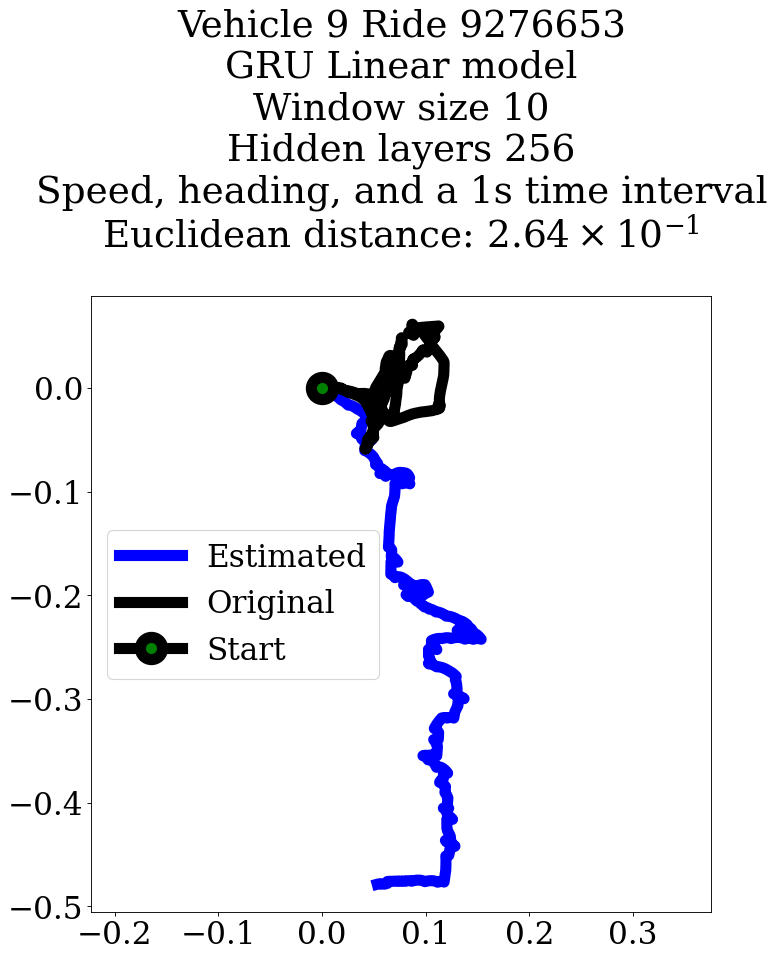 Vehicle 9 Ride 9276653
GRU Linear model
Window size 10
Hidden layers 256
Speed, heading, and a 1s time interval
Euclidean distance: 2.64 × 10⁻¹
0.0
−0.1
−0.2
−0.3
−0.4
−0.5
Estimated
Original
Start
−0.2 −0.1 0.0 0.1 0.2 0.3